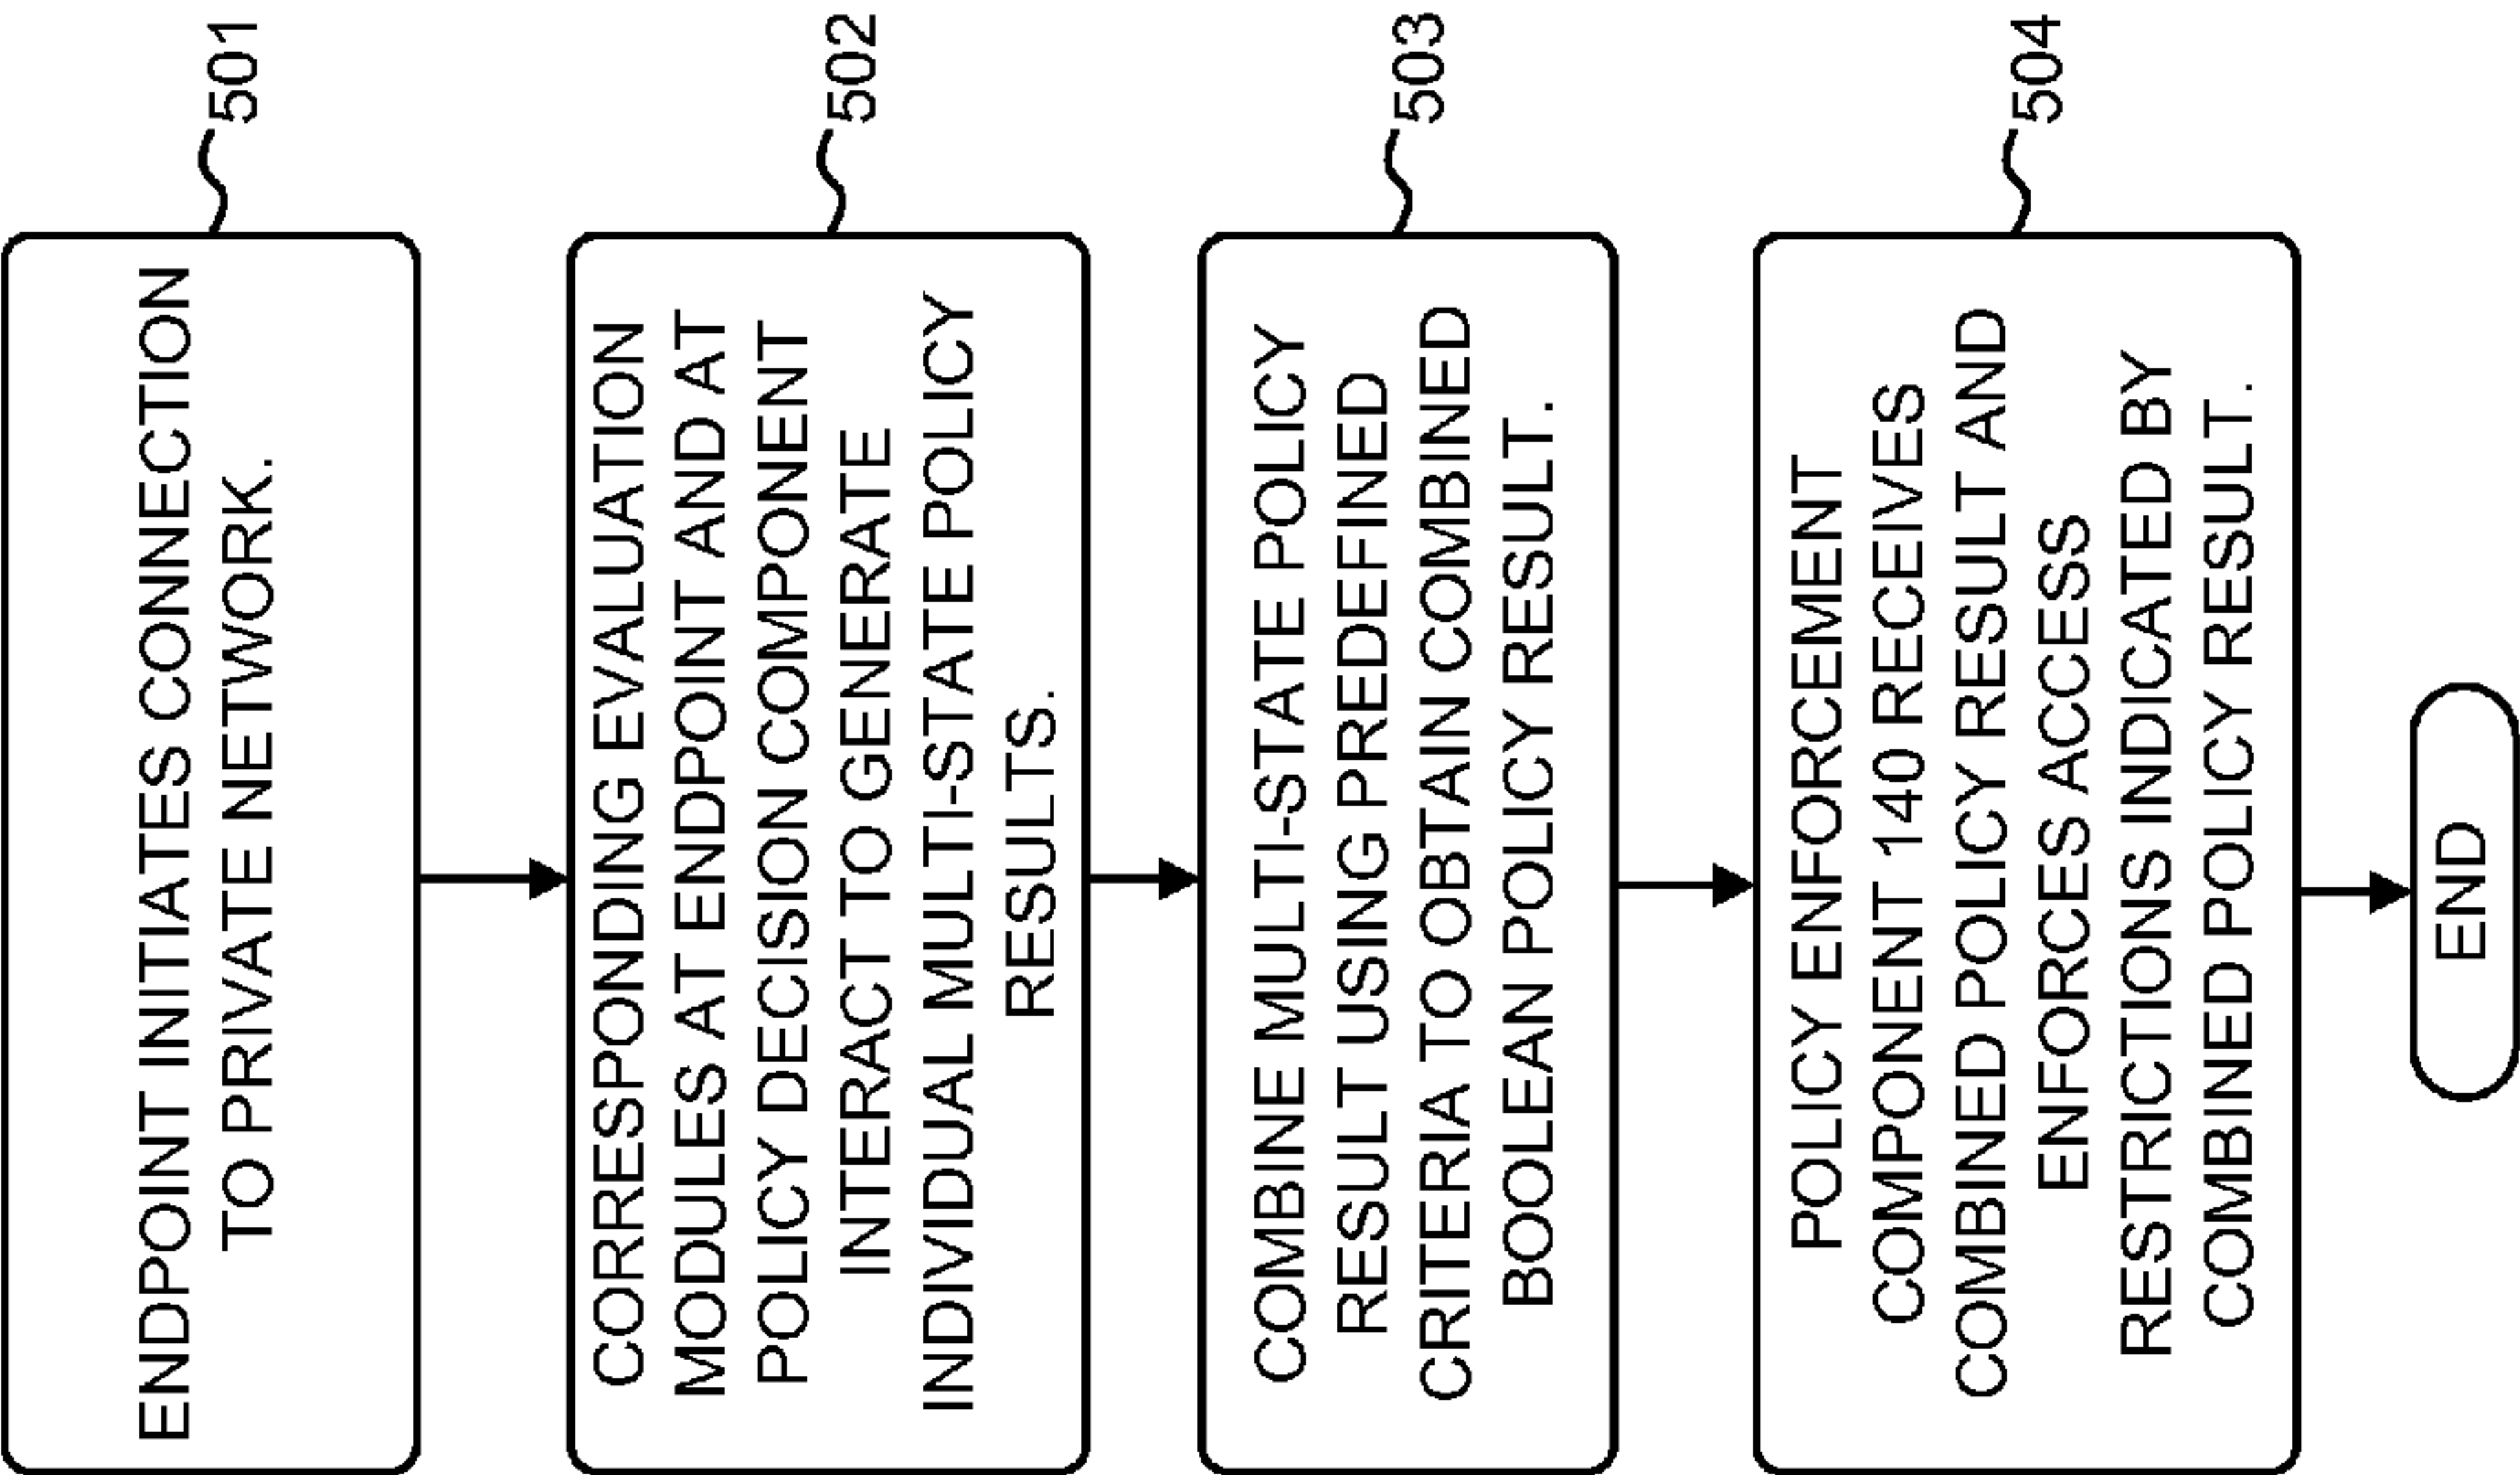 ENDPOINT INITIATES CONNECTION
TO PRIVATE NETWORK.
501
CORRESPONDING EVALUATION
MODULES AT ENDPOINT AND AT
POLICY DECISION COMPONENT
INTERACT TO GENERATE
INDIVIDUAL MULTI-STATE POLICY
RESULTS.
502
COMBINE MULTI-STATE POLICY
RESULT USING PREDEFINED
CRITERIA TO OBTAIN COMBINED
BOOLEAN POLICY RESULT.
503
POLICY ENFORCEMENT
COMPONENT 140 RECEIVES
COMBINED POLICY RESULT AND
ENFORCES ACCESS
RESTRICTIONS INDICATED BY
COMBINED POLICY RESULT.
504
END